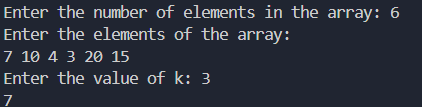 Enter the number of elements in the array: 6
Enter the elements of the array:
7 10 4 3 20 15
Enter the value of k: 3
7